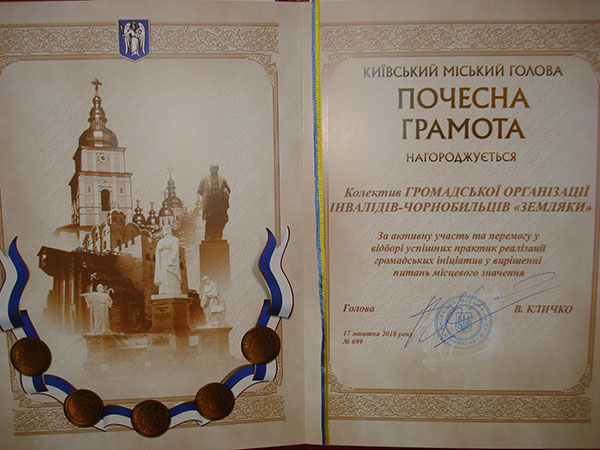 КИЇВСЬКИЙ МІСЬКИЙ ГОЛОВА
ПОЧЕСНА
ГРАМОТА
НАГОРОДЖУЄТЬСЯ
Колектив ГРОМАДСЬКОЇ ОРГАНІЗАЦІЇ
ІНВАЛІДІВ-ЧОРНОБИЛЬЦІВ «ЗЕМЛЯКИ»
За активну участь та перемогу у
відборі успішних практик реалізації
громадських ініціатив у вирішенні
питань місцевого значення
Голова В. КЛИЧКО
17 жовтня 2018 року
№ 699